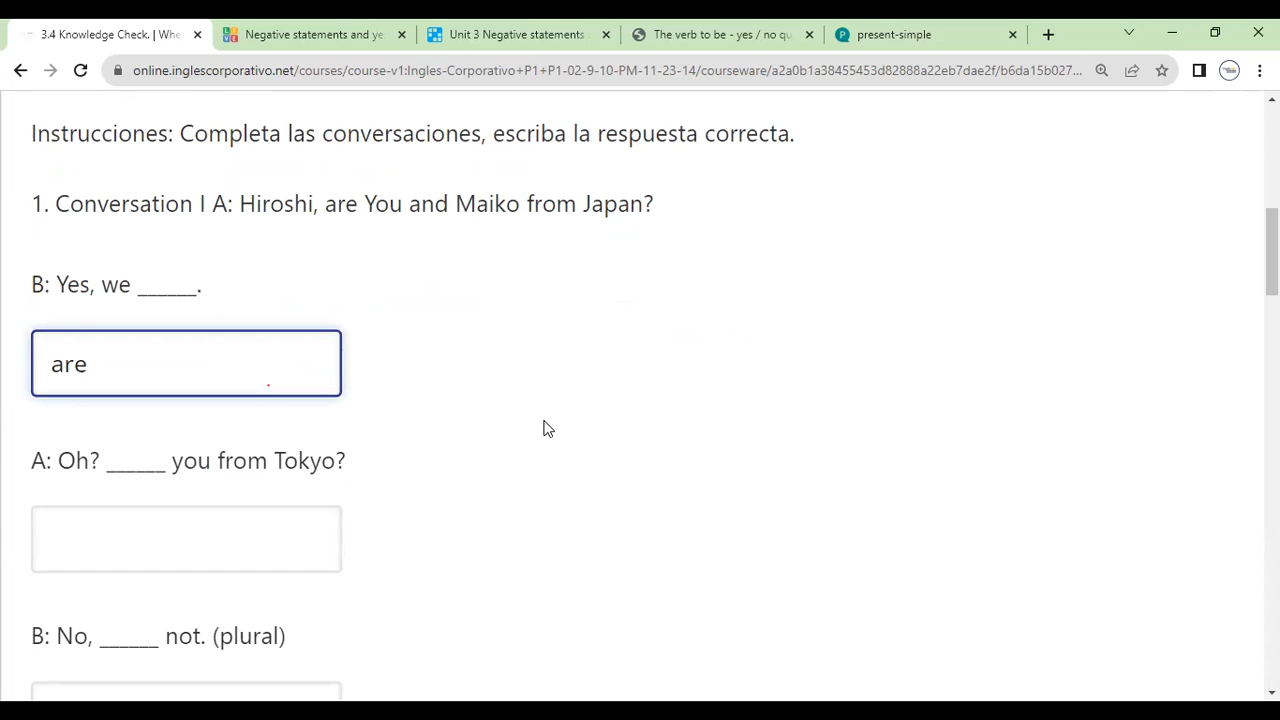 3.4 Knowledge Check. | Whe
Negative statements and ye
Unit 3 Negative statements
The verb to be - yes / no qu
present-simple
online.inglescorporativo.net/courses/course-v1:Ingles-Corporativo+P1+P1-02-9-10-PM-11-23-14/courseware/a2a0b1a38455453d82888a22eb7dae2f/b6da15b027...
Instrucciones: Completa las conversaciones, escriba la respuesta correcta.
1. Conversation I A: Hiroshi, are You and Maiko from Japan?
B: Yes, we ______.
are
A: Oh? ______ you from Tokyo?
B: No, ______ not. (plural)